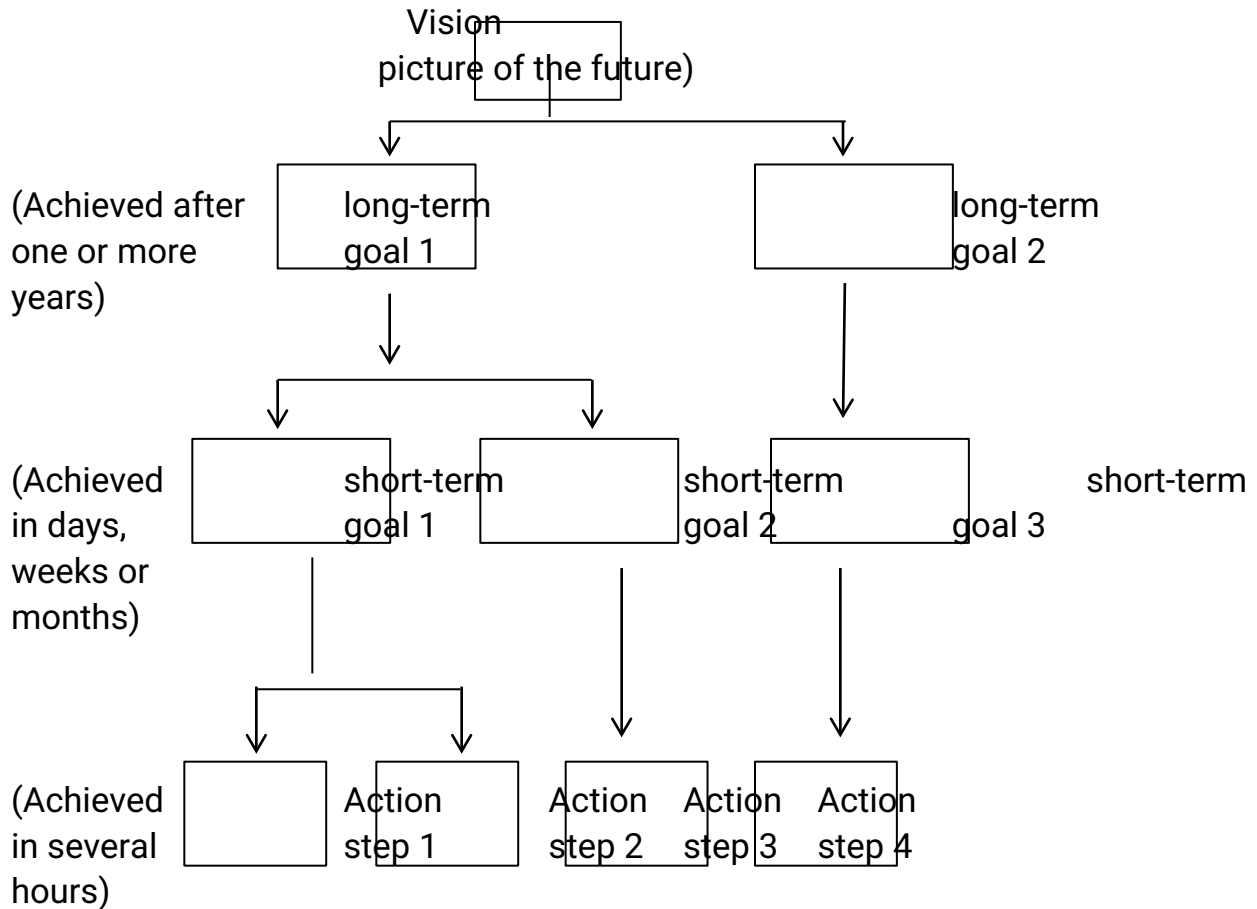 Vision
picture of the future)
(Achieved after long-term long-term
one or more goal 1 goal 2
years)
(Achieved short-term short-term short-term
in days, goal 1 goal 2 goal 3
weeks or
months)
(Achieved Action Action Action Action
in several step 1 step 2 step 3 step 4
hours)